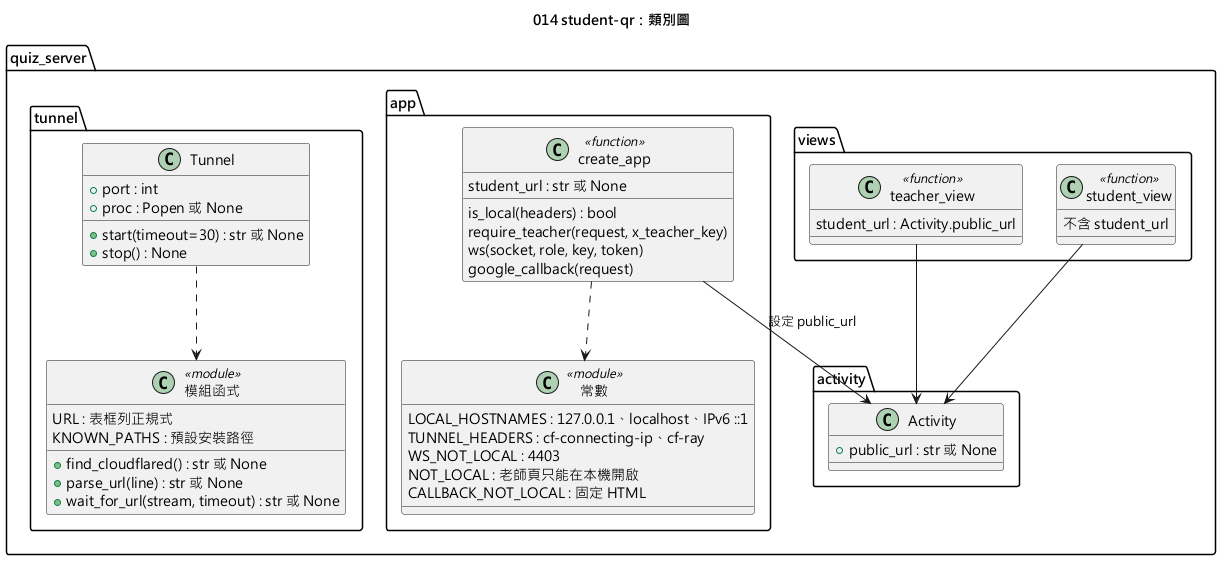 014 student-qr：類別圖
quiz_server
tunnel
C Tunnel
port : int
proc : Popen 或 None
start(timeout=30) : str 或 None
stop() : None
C «module»
模組函式
URL : 表框列正規式
KNOWN_PATHS : 預設安裝路徑
find_cloudflared() : str 或 None
parse_url(line) : str 或 None
wait_for_url(stream, timeout) : str 或 None
app
C «function»
create_app
student_url : str 或 None
is_local(headers) : bool
require_teacher(request, x_teacher_key)
ws(socket, role, key, token)
google_callback(request)
設定 public_url
C «module»
常數
LOCAL_HOSTNAMES : 127.0.0.1、localhost、IPv6 ::1
TUNNEL_HEADERS : cf-connecting-ip、cf-ray
WS_NOT_LOCAL : 4403
NOT_LOCAL : 老師頁只能在本機開啟
CALLBACK_NOT_LOCAL : 固定 HTML
views
C «function»
teacher_view
student_url : Activity.public_url
C «function»
student_view
不含 student_url
activity
C Activity
public_url : str 或 None